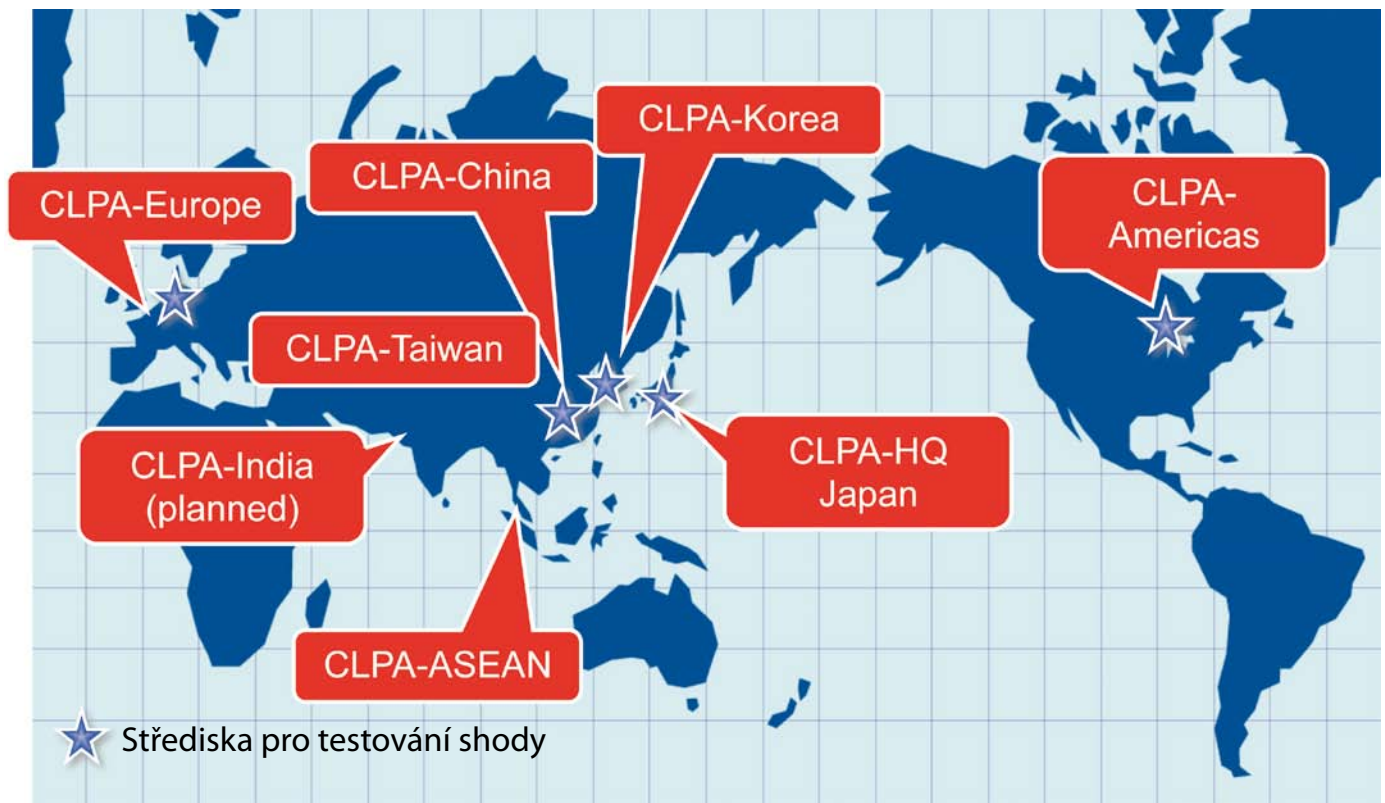 CLPA-Korea
CLPA-China
CLPA-
Americas
CLPA-Europe
CLPA-Taiwan
CLPA-India
(planned)
CLPA-HQ
Japan
CLPA-ASEAN
Střediska pro testování shody